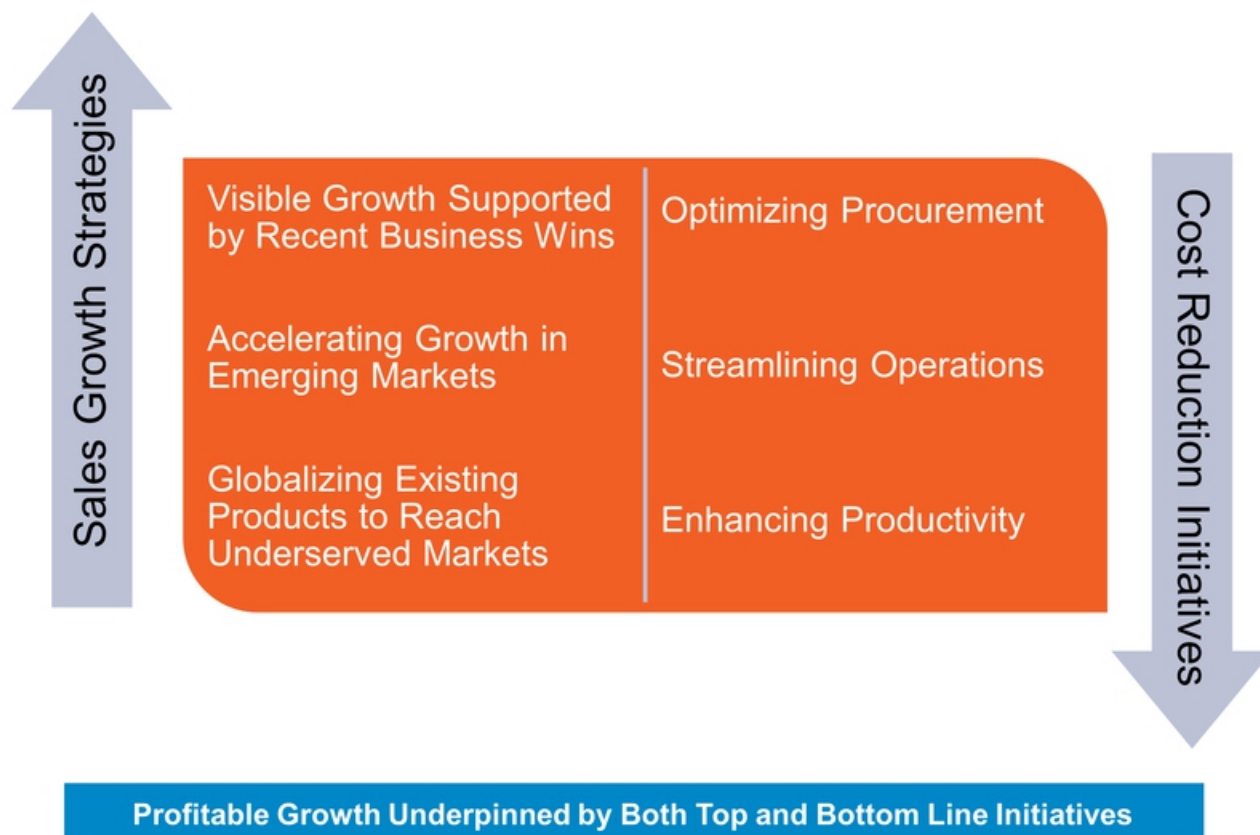 Sales Growth Strategies
Visible Growth Supported
by Recent Business Wins
Accelerating Growth in
Emerging Markets
Globalizing Existing
Products to Reach
Underserved Markets
Optimizing Procurement
Streamlining Operations
Enhancing Productivity
Cost Reduction Initiatives
Profitable Growth Underpinned by Both Top and Bottom Line Initiatives